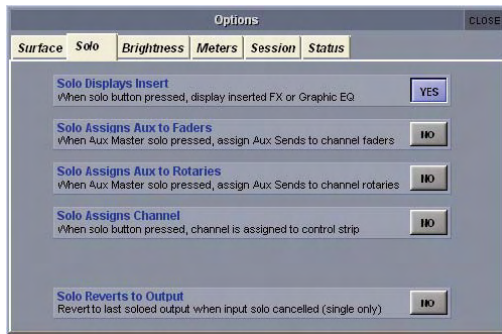 Options
CLOSE
Surface Solo Brightness Meters Session Status
Solo Displays Insert
When solo button pressed, display inserted FX or Graphic EQ
YES
Solo Assigns Aux to Faders
When Aux Master solo pressed, assign Aux Sends to channel faders
NO
Solo Assigns Aux to Rotaries
When Aux Master solo pressed, assign Aux Sends to channel rotaries
NO
Solo Assigns Channel
When solo button pressed, channel is assigned to control strip
NO
Solo Reverts to Output
Revert to last soloed output when input solo cancelled (single only)
NO